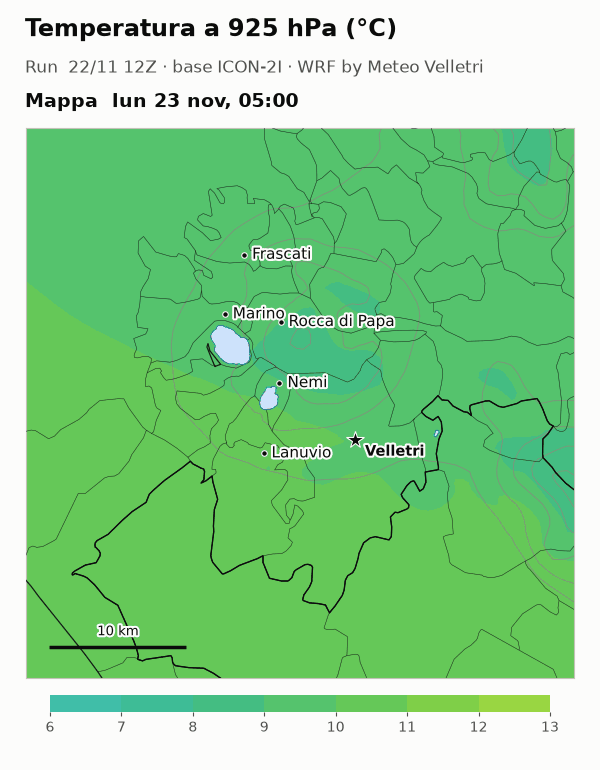 Temperatura a 925 hPa (°C)
Run  22/11 12Z · base ICON-2I · WRF by Meteo Velletri
Mappa  lun 23 nov, 05:00
Frascati
Marino
Rocca di Papa
Nemi
Velletri
Lanuvio
10 km
6 7 8 9 10 11 12 13